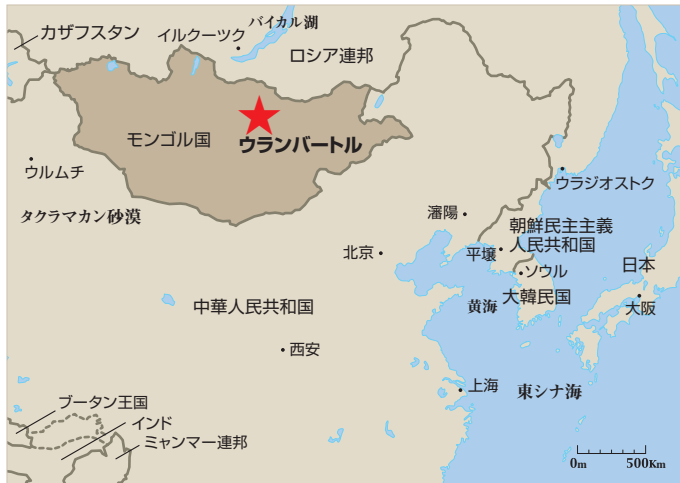 カザフスタン
イルクーツク
バイカル湖
ロシア連邦
モンゴル国
ウランバートル
ウルムチ
タクラマカン砂漠
ウラジオストク
瀋陽
朝鮮民主主義
人民共和国
北京
平壌
ソウル
日本
大韓民国
黄海
大阪
中華人民共和国
西安
上海
東シナ海
ブータン王国
インド
ミャンマー連邦
0m
500Km